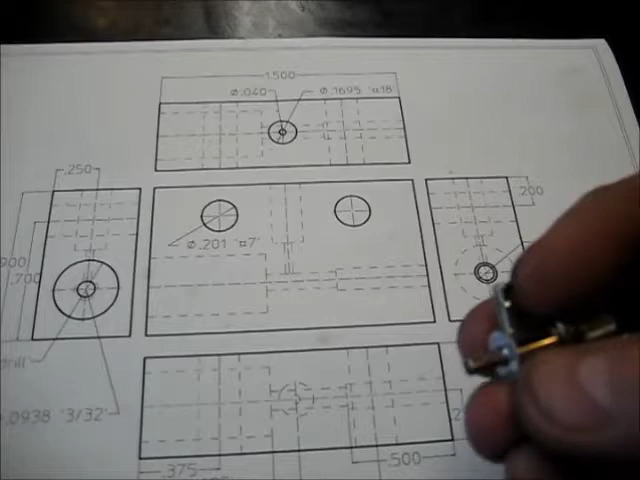 1.500
Ø.040
Ø.1695 "#18"
.250
.200
Ø.201 "#7"
.900
.700
drill
.0938 "3/32"
.375
.500